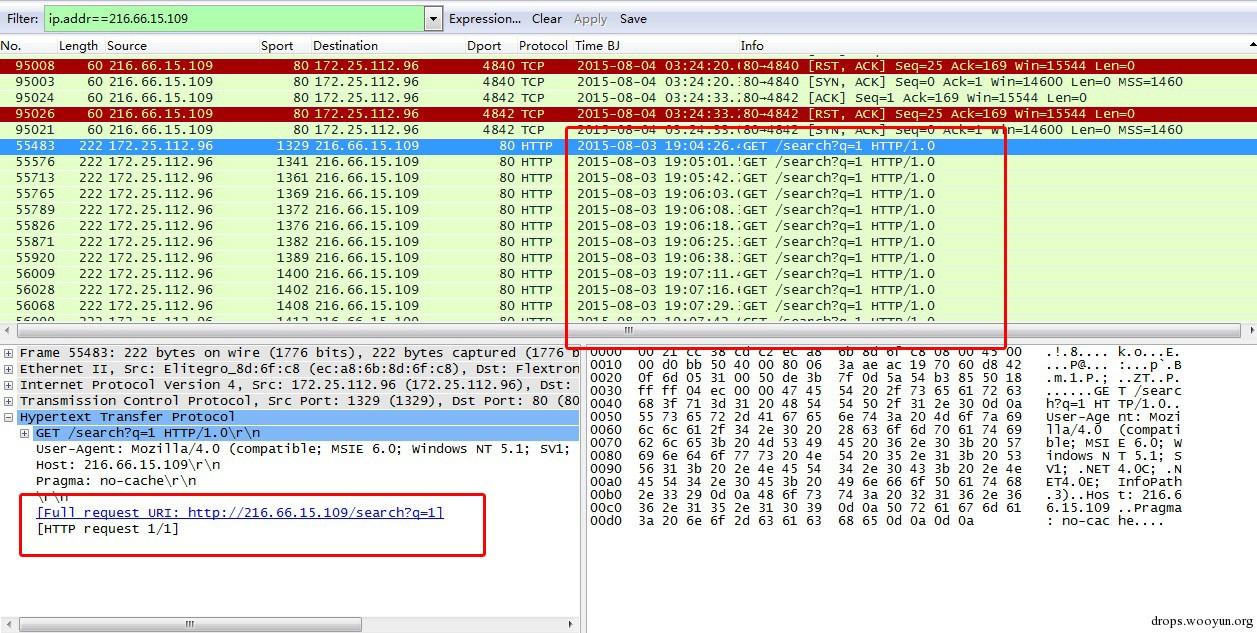 Filter: ip.addr==216.66.15.109 Expression... Clear Apply Save
No. Length Source Sport Destination Dport Protocol Time BJ Info
95008 60 216.66.15.109 80 172.25.112.96 4840 TCP 2015-08-04 03:24:20.(80→4840 [RST, ACK] Seq=25 Ack=169 Win=15544 Len=0
95003 60 216.66.15.109 80 172.25.112.96 4840 TCP 2015-08-04 03:24:20.(80→4840 [SYN, ACK] Seq=0 Ack=1 Win=14600 Len=0 MSS=1460
95024 60 216.66.15.109 80 172.25.112.96 4842 TCP 2015-08-04 03:24:33.80→4842 [ACK] Seq=1 Ack=169 Win=15544 Len=0
95026 60 216.66.15.109 80 172.25.112.96 4842 TCP 2015-08-04 03:24:33.80→4842 [RST, ACK] Seq=25 Ack=169 Win=15544 Len=0
95021 60 216.66.15.109 80 172.25.112.96 4842 TCP 2015-08-04 03:24:33.80→4842 [SYN, ACK] Seq=0 Ack=1 Win=14600 Len=0 MSS=1460
55483 222 172.25.112.96 1329 216.66.15.109 80 HTTP 2015-08-03 19:04:26.GET /search?q=1 HTTP/1.0
55576 222 172.25.112.96 1341 216.66.15.109 80 HTTP 2015-08-03 19:05:01.GET /search?q=1 HTTP/1.0
55713 222 172.25.112.96 1361 216.66.15.109 80 HTTP 2015-08-03 19:05:42.GET /search?q=1 HTTP/1.0
55765 222 172.25.112.96 1369 216.66.15.109 80 HTTP 2015-08-03 19:06:03.GET /search?q=1 HTTP/1.0
55789 222 172.25.112.96 1372 216.66.15.109 80 HTTP 2015-08-03 19:06:08.GET /search?q=1 HTTP/1.0
55826 222 172.25.112.96 1376 216.66.15.109 80 HTTP 2015-08-03 19:06:18.GET /search?q=1 HTTP/1.0
55871 222 172.25.112.96 1382 216.66.15.109 80 HTTP 2015-08-03 19:06:25.GET /search?q=1 HTTP/1.0
55920 222 172.25.112.96 1389 216.66.15.109 80 HTTP 2015-08-03 19:06:38.GET /search?q=1 HTTP/1.0
56009 222 172.25.112.96 1400 216.66.15.109 80 HTTP 2015-08-03 19:07:11.GET /search?q=1 HTTP/1.0
56028 222 172.25.112.96 1402 216.66.15.109 80 HTTP 2015-08-03 19:07:16.GET /search?q=1 HTTP/1.0
56068 222 172.25.112.96 1408 216.66.15.109 80 HTTP 2015-08-03 19:07:29.GET /search?q=1 HTTP/1.0
Frame 55483: 222 bytes on wire (1776 bits), 222 bytes captured (1776 b
Ethernet II, Src: Elitegro_8d:6f:c8 (ec:a8:6b:8d:6f:c8), Dst: Flextron
Internet Protocol Version 4, Src: 172.25.112.96 (172.25.112.96), Dst:
Transmission Control Protocol, Src Port: 1329 (1329), Dst Port: 80 (80
Hypertext Transfer Protocol
GET /search?q=1 HTTP/1.0\r\n
User-Agent: Mozilla/4.0 (compatible; MSIE 6.0; Windows NT 5.1; SV1;
Host: 216.66.15.109\r\n
Pragma: no-cache\r\n
\r\n
[Full request URI: http://216.66.15.109/search?q=1]
[HTTP request 1/1]
0000 00 21 cc 38 cd c2 ec a8 6b 8d 6f c8 08 00 45 00 .!.8.... k.o...E.
0010 00 d0 bb 50 40 00 80 06 3a ae ac 19 70 60 d8 42 ...P@... :...p`.B
0020 0f 6d 05 31 00 50 de 3b 7f 0d 5a 54 b3 85 50 18 .m.1.P.; ..ZT..P.
0030 ff ff 04 ec 00 00 47 45 54 20 2f 73 65 61 72 63 ......GE T /searc
0040 68 3f 71 3d 31 20 48 54 54 50 2f 31 2e 30 0d 0a h?q=1 HT TP/1.0..
0050 55 73 65 72 2d 41 67 65 6e 74 3a 20 4d 6f 7a 69 User-Age nt: Mozi
0060 6c 6c 61 2f 34 2e 30 20 28 63 6f 6d 70 61 74 69 lla/4.0 (compati
0070 62 6c 65 3b 20 4d 53 49 45 20 36 2e 30 3b 20 57 ble; MSI E 6.0; W
0080 69 6e 64 6f 77 73 20 4e 54 20 35 2e 31 3b 20 53 indows N T 5.1; S
0090 56 31 3b 20 2e 4e 45 54 34 2e 30 43 3b 20 2e 4e V1; .NET 4.0C; .N
00a0 45 54 34 2e 30 45 3b 20 49 6e 66 6f 50 61 74 68 ET4.0E; InfoPath
00b0 2e 33 29 0d 0a 48 6f 73 74 3a 20 32 31 36 2e 36 .3)..Hos t: 216.6
00c0 36 2e 31 35 2e 31 30 39 0d 0a 50 72 61 67 6d 61 6.15.109 ..Pragma
00d0 3a 20 6e 6f 2d 63 61 63 68 65 0d 0a 0d 0a : no-cac he....
drops.wooyun.org